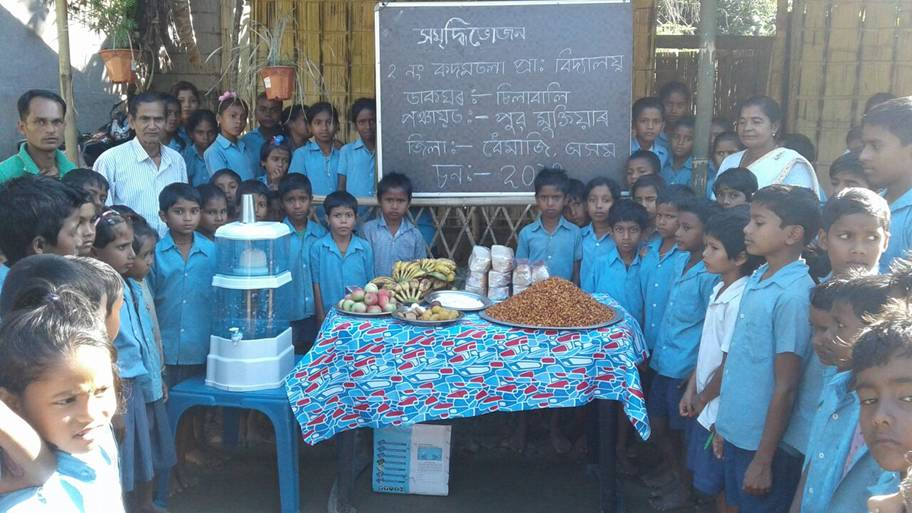 সমৃদ্ধিভোজন
২ নং কদমতলা প্ৰাঃ বিদ্যালয়
ডাকঘৰ:- চিলাবালি
পঞ্চায়ত:- পুৱ মুক্তিয়াৰ
জিলা:- ধেঁমাজি, অসম